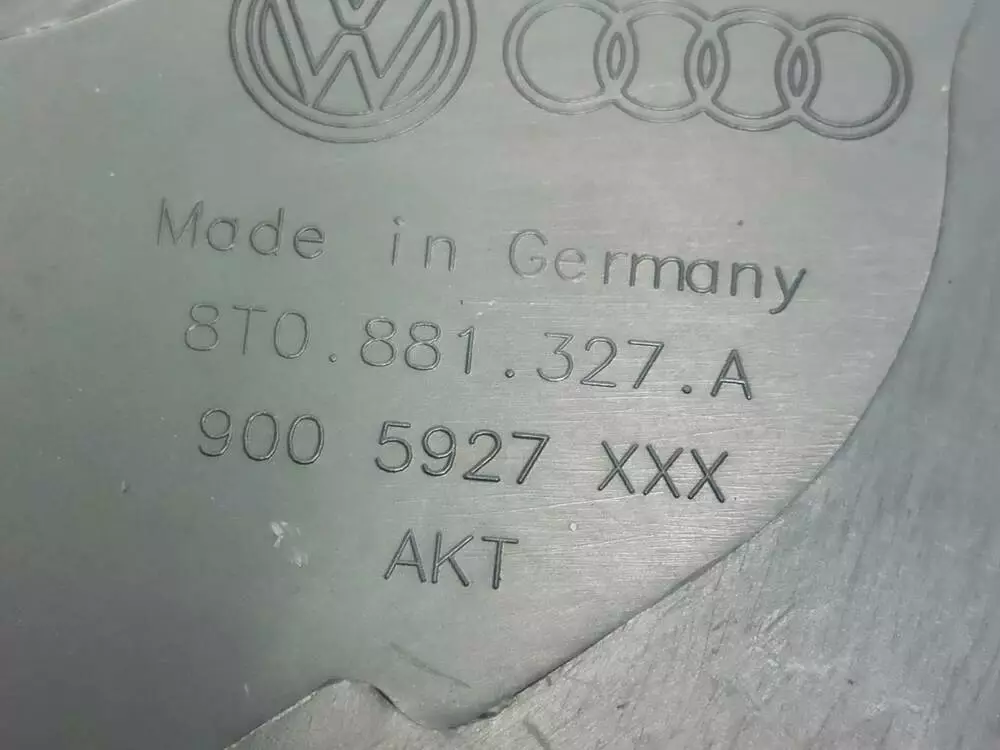 Made in Germany
8T0.881.327.A
900 5927 XXX
AKT